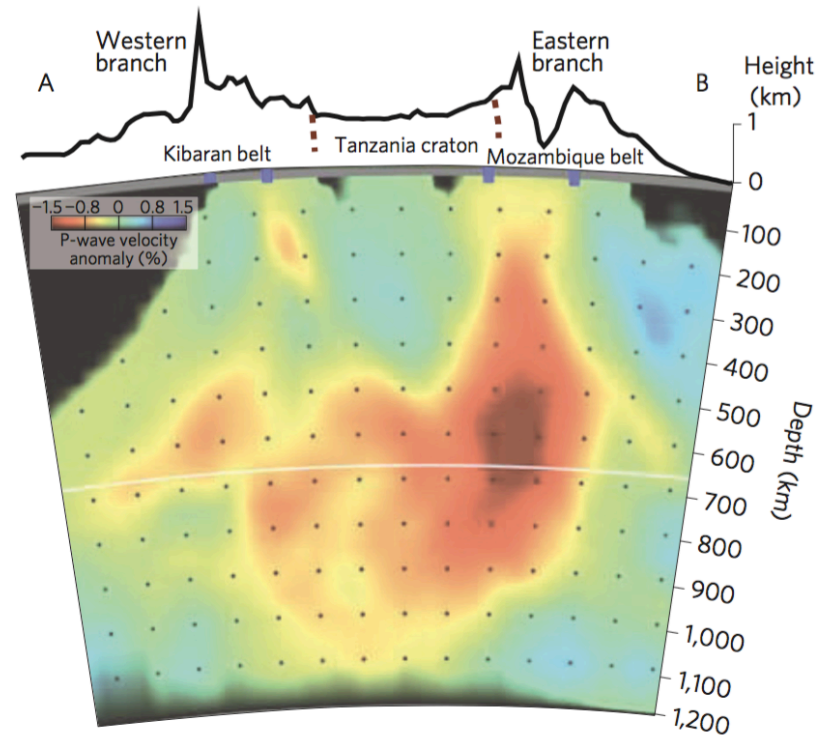 Western
branch
Eastern
branch
A
B
Height
(km)
1
Kibaran belt
Tanzania craton
Mozambique belt
0
−1.5 −0.8 0 0.8 1.5
P-wave velocity
anomaly (%)
100
200
300
400
500
600
700
800
900
1,000
1,100
1,200
Depth (km)